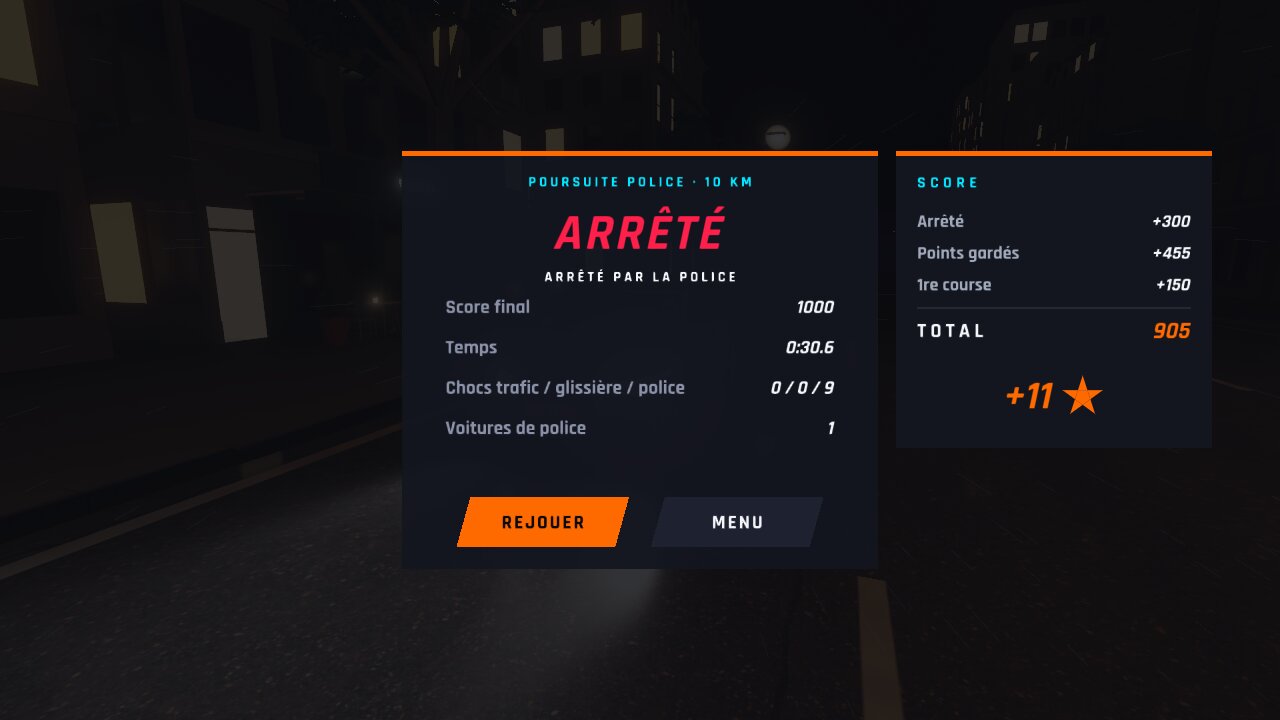 POURSUITE POLICE · 10 KM
ARRÊTÉ
ARRÊTÉ PAR LA POLICE
Score final 1000
Temps 0:30.6
Chocs trafic / glissière / police 0 / 0 / 9
Voitures de police 1
REJOUER MENU
SCORE
Arrêté +300
Points gardés +455
1re course +150
TOTAL 905
+11 ★